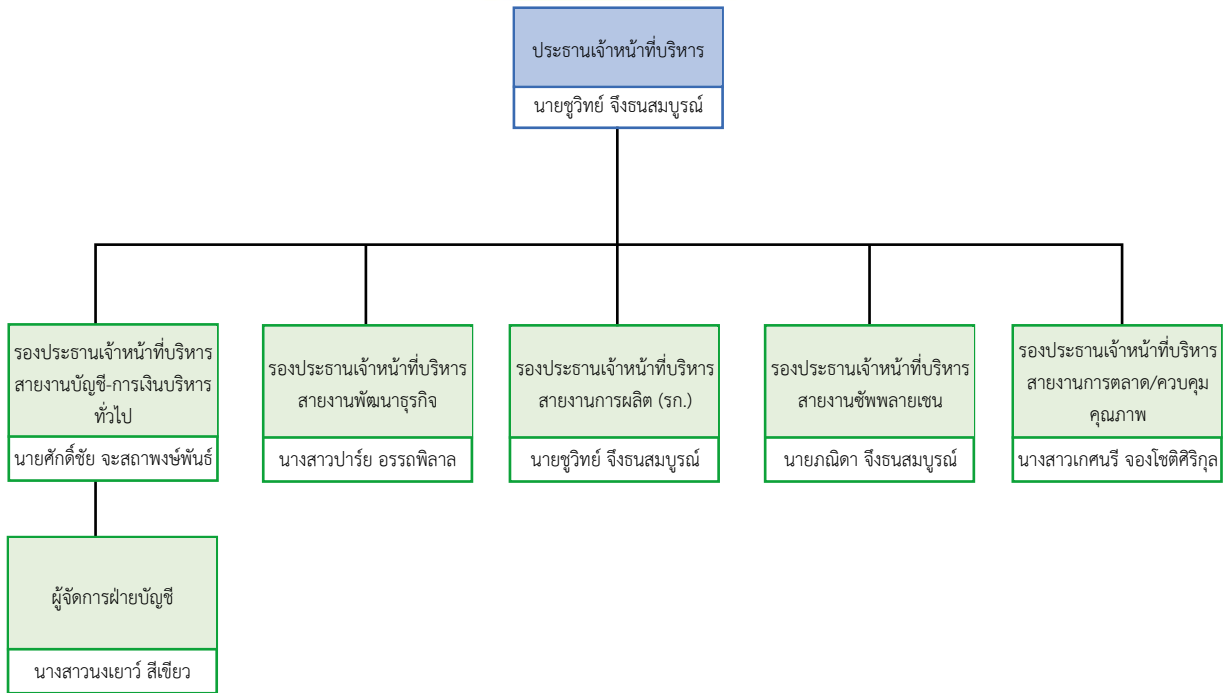 ประธานเจ้าหน้าที่บริหาร
นายชูวิทย์ จึงธนสมบูรณ์
รองประธานเจ้าหน้าที่บริหาร
สายงานบัญชี-การเงินบริหาร
ทั่วไป
นายศักดิ์ชัย จะสถาพงษ์พันธ์
รองประธานเจ้าหน้าที่บริหาร
สายงานพัฒนาธุรกิจ
นางสาวปาร์ย อรรถพิลาล
รองประธานเจ้าหน้าที่บริหาร
สายงานการผลิต (รก.)
นายชูวิทย์ จึงธนสมบูรณ์
รองประธานเจ้าหน้าที่บริหาร
สายงานซัพพลายเชน
นายภณิดา จึงธนสมบูรณ์
รองประธานเจ้าหน้าที่บริหาร
สายงานการตลาด/ควบคุม
คุณภาพ
นางสาวเกศนรี จองโชติศิริกุล
ผู้จัดการฝ่ายบัญชี
นางสาวนงเยาว์ สีเขียว